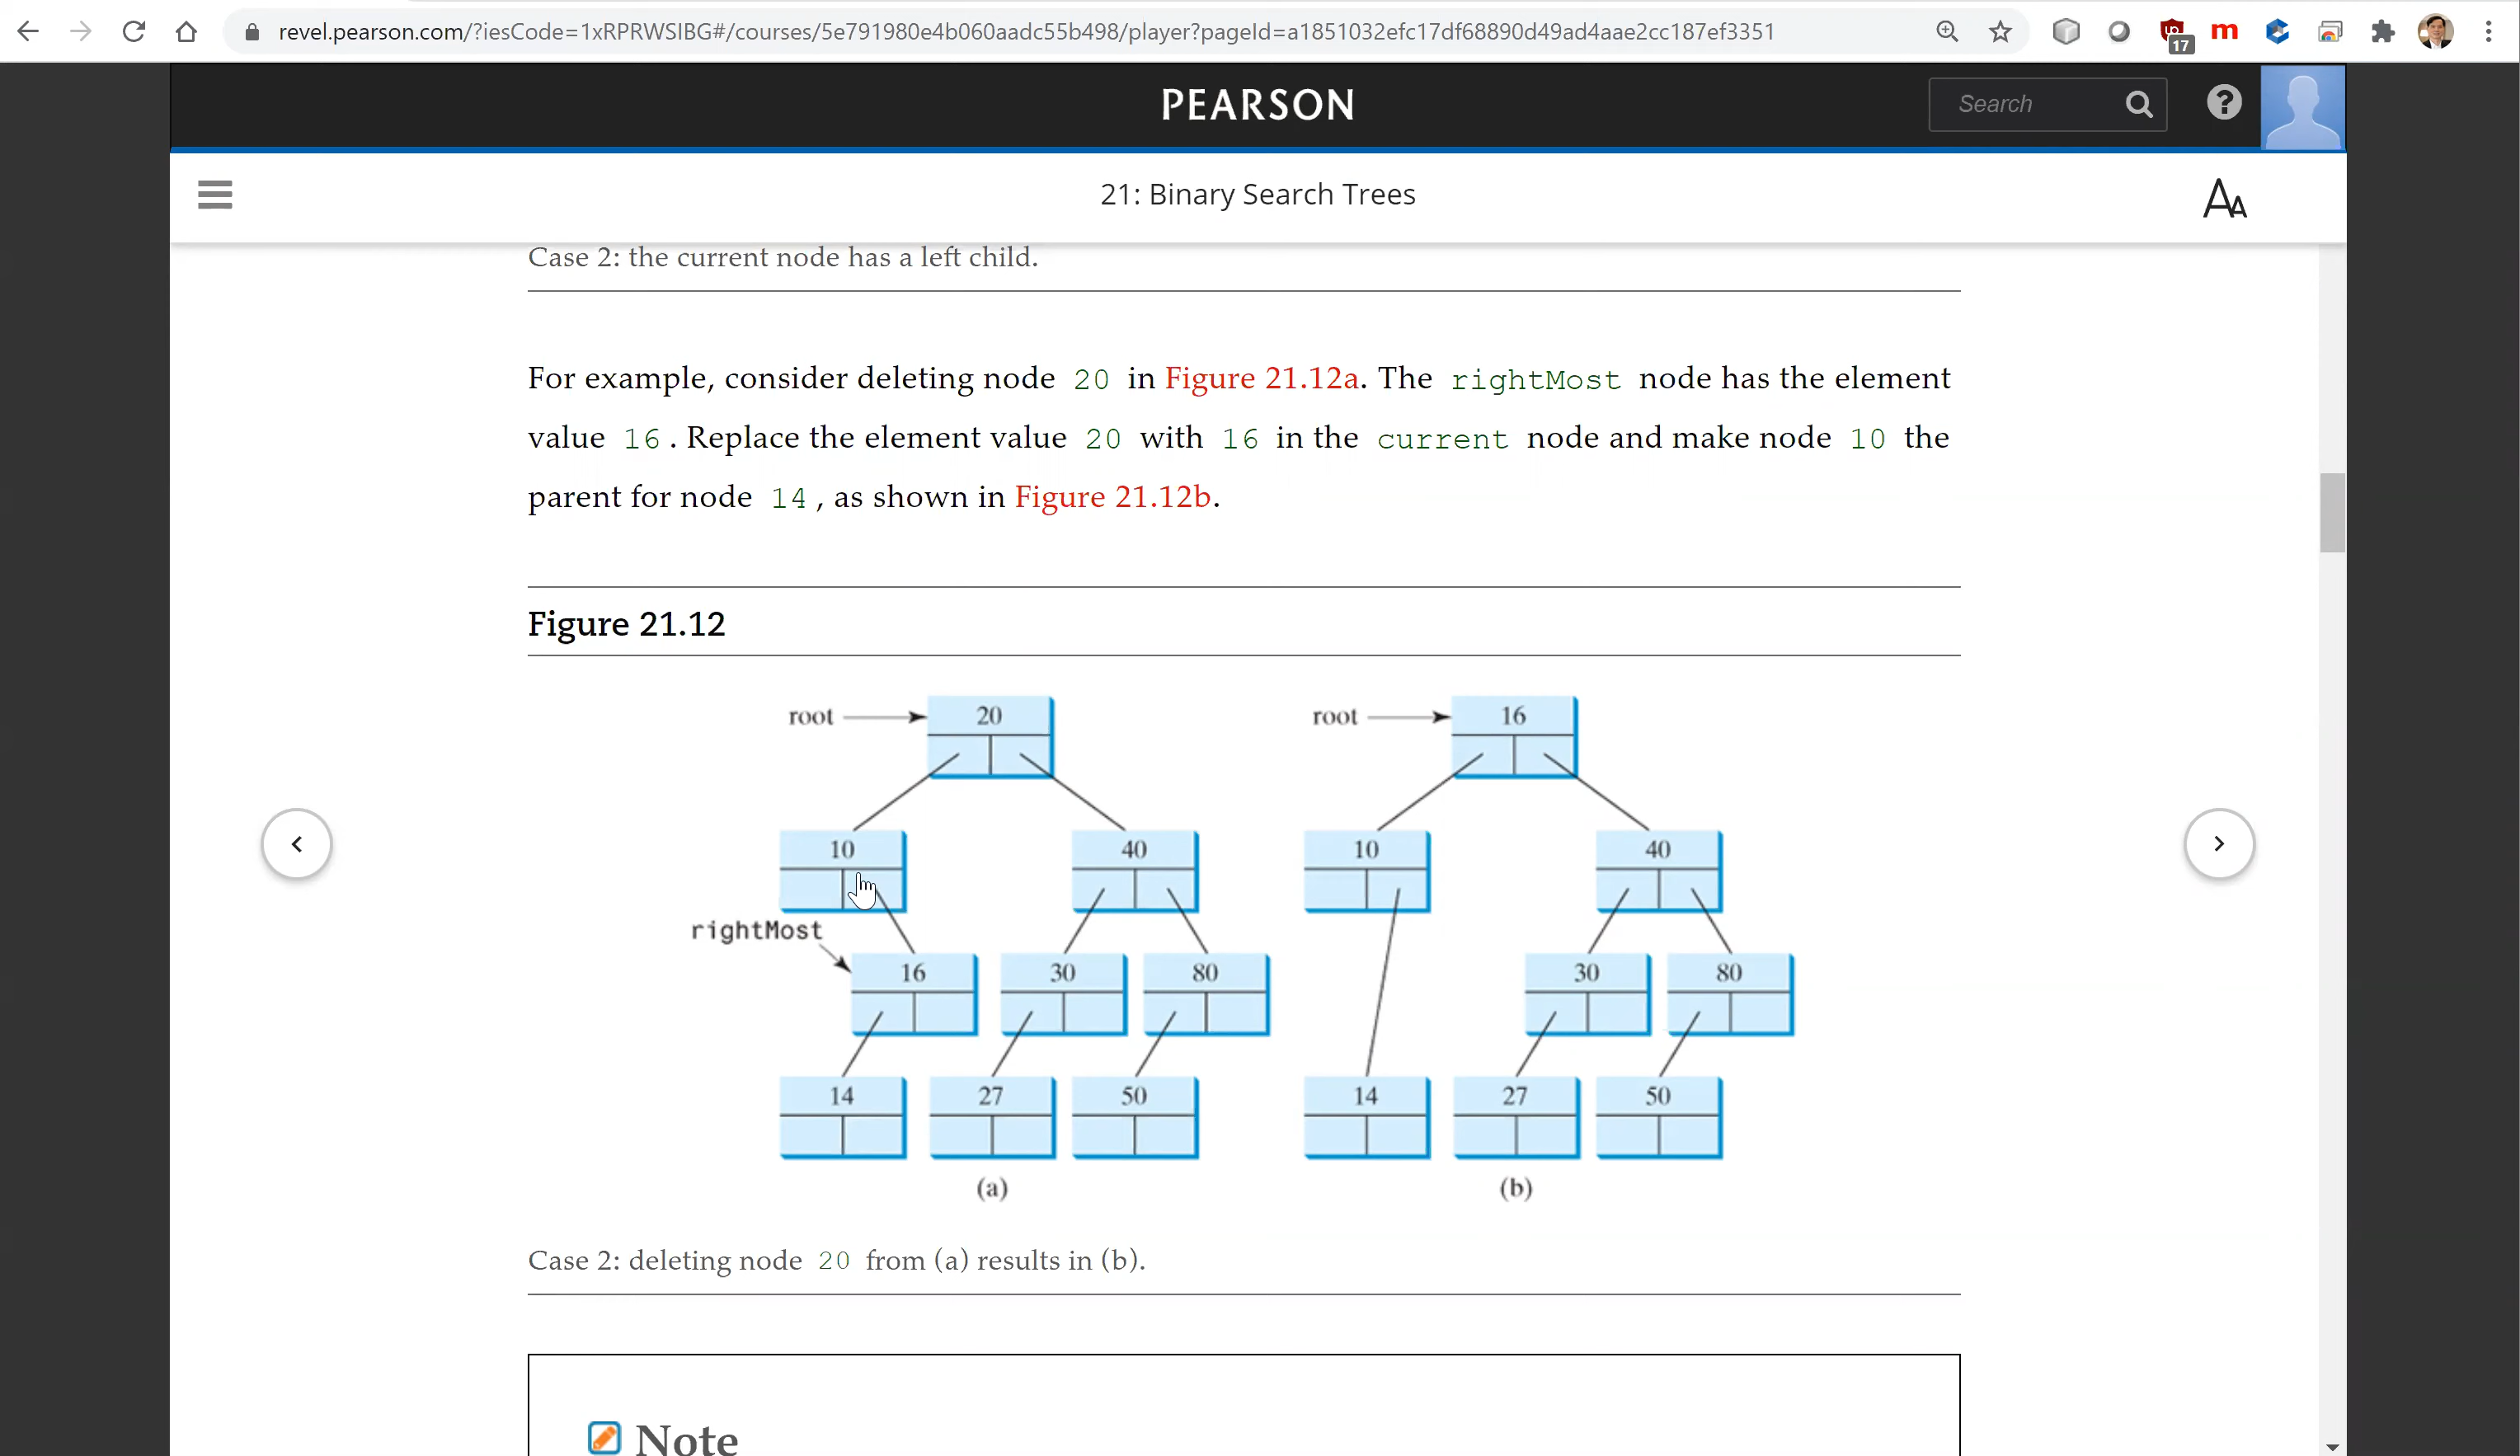 revel.pearson.com/?iesCode=1xRPRWSIBG#/courses/5e791980e4b060aadc55b498/player?pageId=a1851032efc17df68890d49ad4aae2cc187ef3351
17
m
PEARSON
Search
?
21: Binary Search Trees
AA
Case 2: the current node has a left child.
For example, consider deleting node 20 in Figure 21.12a. The rightMost node has the element
value 16. Replace the element value 20 with 16 in the current node and make node 10 the
parent for node 14, as shown in Figure 21.12b.
Figure 21.12
root 20 root 16
10 40 10 40
rightMost
16 30 80 30 80
14 27 50 14 27 50
(a) (b)
Case 2: deleting node 20 from (a) results in (b).
Note